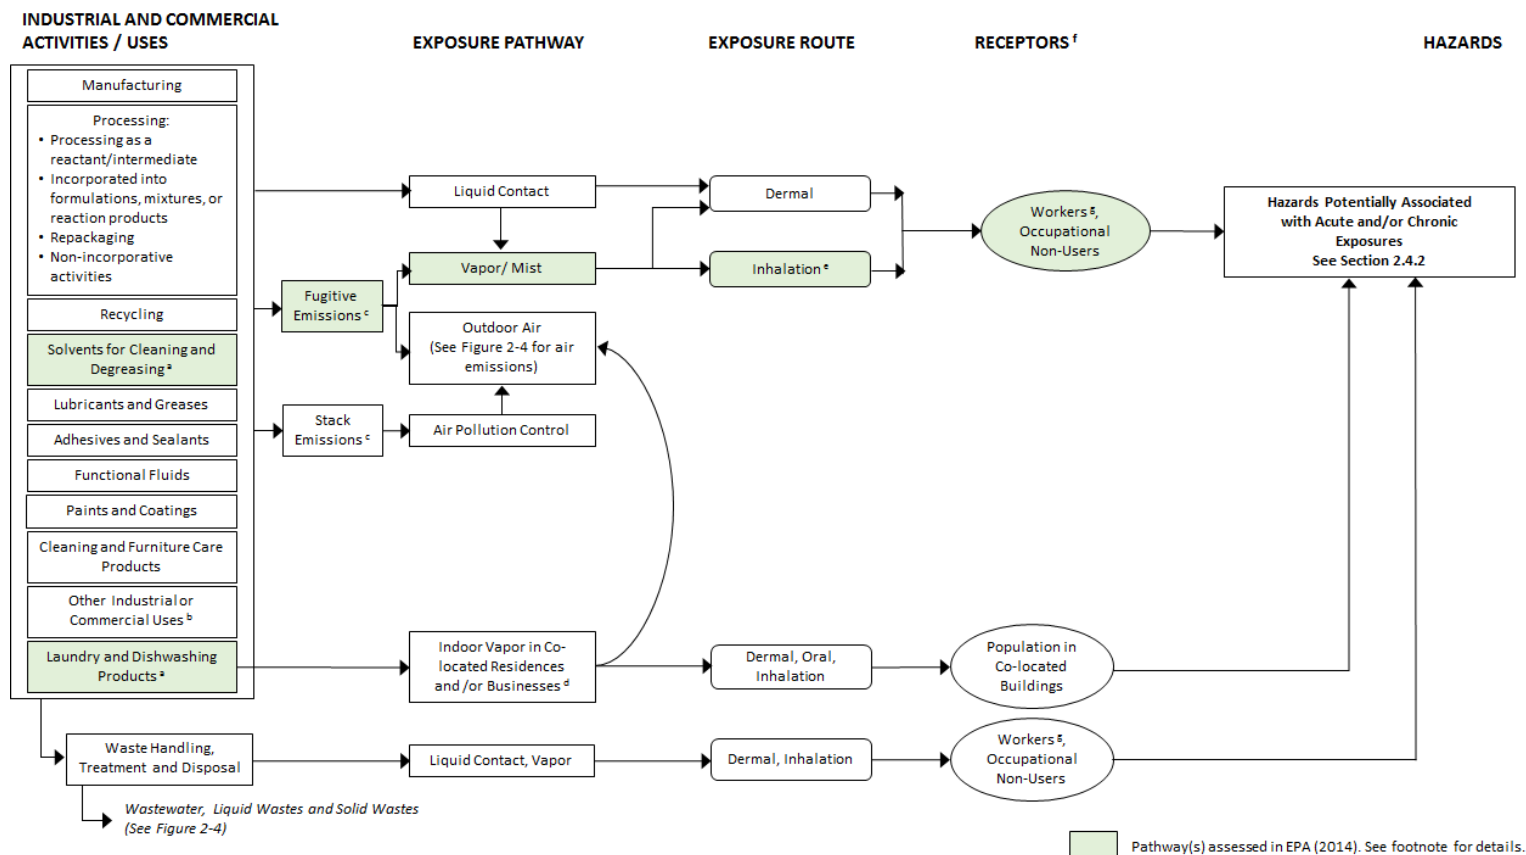 INDUSTRIAL AND COMMERCIAL
ACTIVITIES / USES
EXPOSURE PATHWAY
EXPOSURE ROUTE
RECEPTORS f
HAZARDS
Manufacturing
Processing:
• Processing as a
reactant/intermediate
• Incorporated into
formulations, mixtures, or
reaction products
• Repackaging
• Non-incorporative
activities
Recycling
Solvents for Cleaning and
Degreasing a
Lubricants and Greases
Adhesives and Sealants
Functional Fluids
Paints and Coatings
Cleaning and Furniture Care
Products
Other Industrial or
Commercial Uses b
Laundry and Dishwashing
Products a
Fugitive
Emissions c
Stack
Emissions c
Liquid Contact
Vapor/ Mist
Outdoor Air
(See Figure 2-4 for air
emissions)
Air Pollution Control
Indoor Vapor in Co-
located Residences
and /or Businesses d
Dermal
Inhalation e
Dermal, Oral,
Inhalation
Workers g,
Occupational
Non-Users
Population in
Co-located
Buildings
Hazards Potentially Associated
with Acute and/or Chronic
Exposures
See Section 2.4.2
Waste Handling,
Treatment and Disposal
Liquid Contact, Vapor
Dermal, Inhalation
Workers g,
Occupational
Non-Users
Wastewater, Liquid Wastes and Solid Wastes
(See Figure 2-4)
Pathway(s) assessed in EPA (2014). See footnote for details.